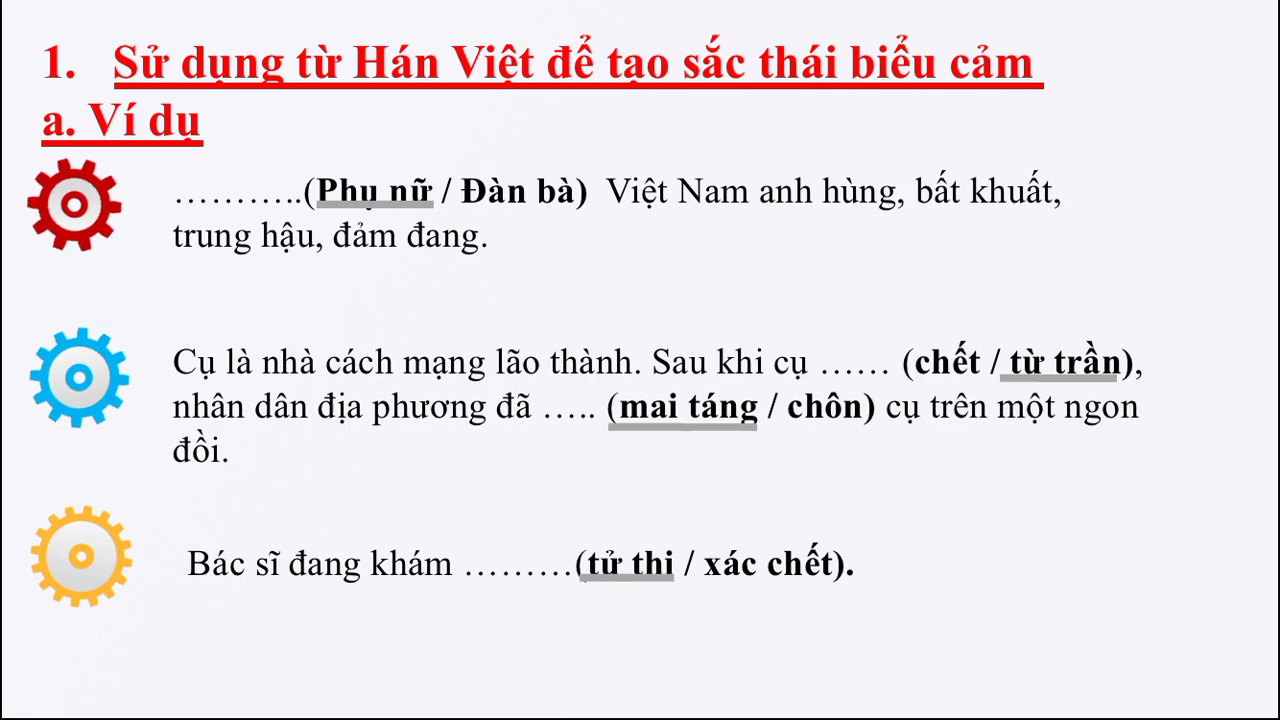 1. Sử dụng từ Hán Việt để tạo sắc thái biểu cảm
a. Ví dụ
………..(Phụ nữ / Đàn bà) Việt Nam anh hùng, bất khuất,
trung hậu, đảm đang.
Cụ là nhà cách mạng lão thành. Sau khi cụ …… (chết / từ trần),
nhân dân địa phương đã ….. (mai táng / chôn) cụ trên một ngon
đồi.
Bác sĩ đang khám ………(tử thi / xác chết).